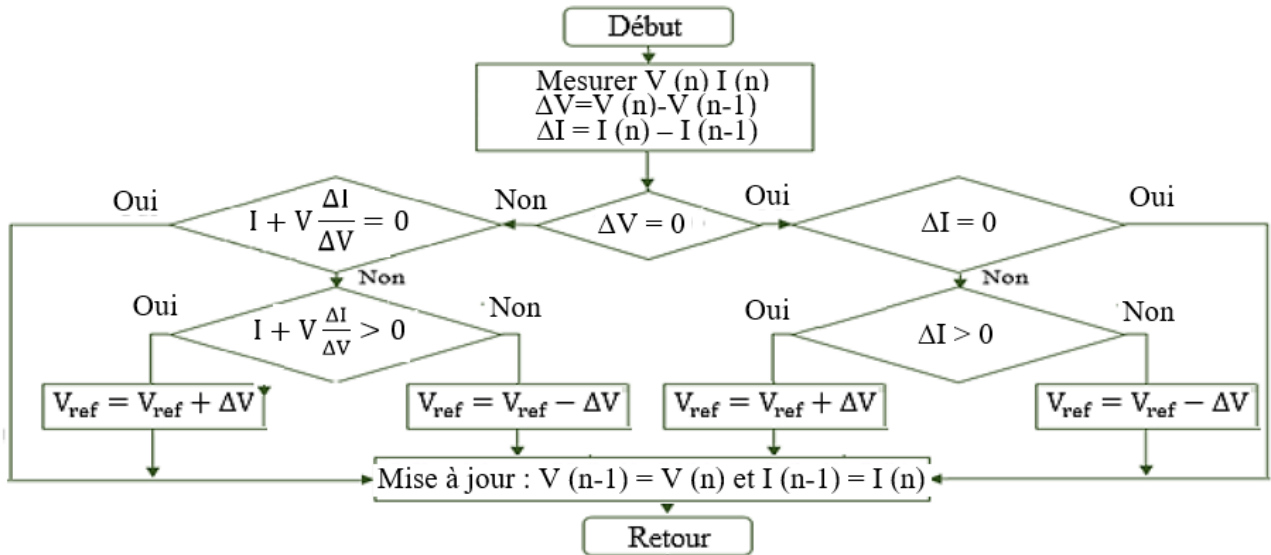 Début
Mesurer V (n) I (n)
ΔV=V (n)-V (n-1)
ΔI = I (n) – I (n-1)
Oui
Non
Oui
Oui
I + V ΔI/ΔV = 0
ΔV = 0
ΔI = 0
Non
Non
Oui
Non
Oui
Non
I + V ΔI/ΔV > 0
ΔI > 0
Vref = Vref + ΔV
Vref = Vref − ΔV
Vref = Vref + ΔV
Vref = Vref − ΔV
Mise à jour : V (n-1) = V (n) et I (n-1) = I (n)
Retour